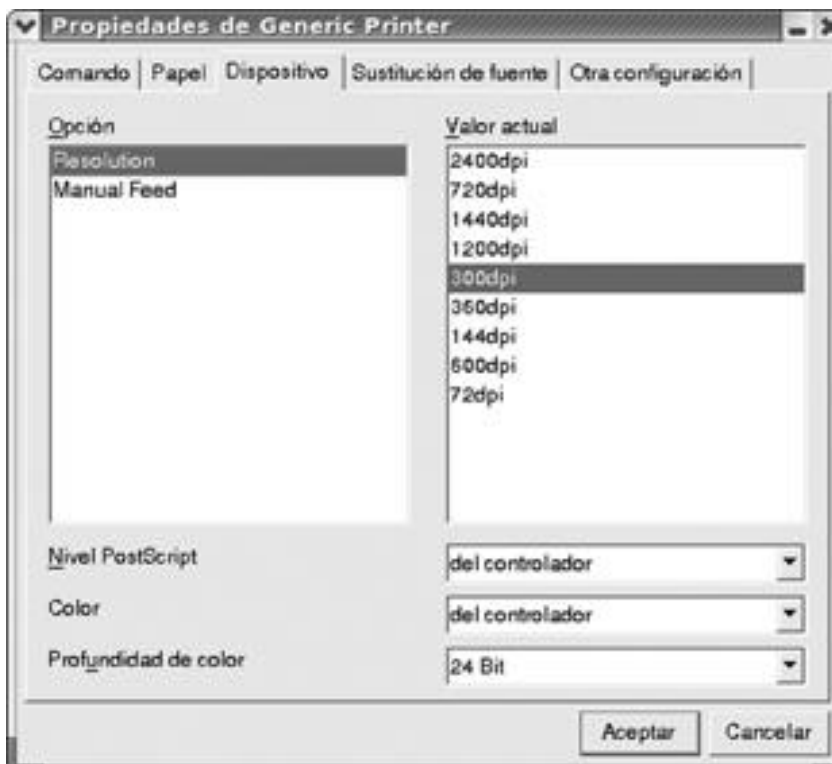 Propiedades de Generic Printer
Comando Papel Dispositivo Sustitución de fuente Otra configuración
Opción
Resolution
Manual Feed
Valor actual
2400dpi
720dpi
1440dpi
1200dpi
300dpi
360dpi
144dpi
600dpi
72dpi
Nivel PostScript
del controlador
Color
del controlador
Profundidad de color
24 Bit
Aceptar Cancelar